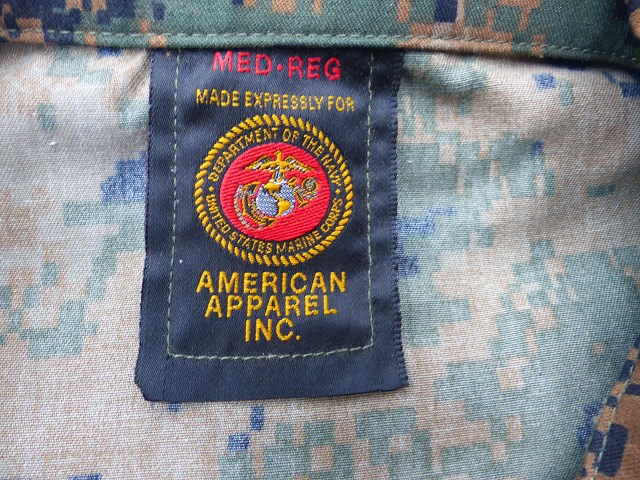 MED·REG
MADE EXPRESSLY FOR
DEPARTMENT OF THE NAVY
UNITED STATES MARINE CORPS
AMERICAN
APPAREL
INC.